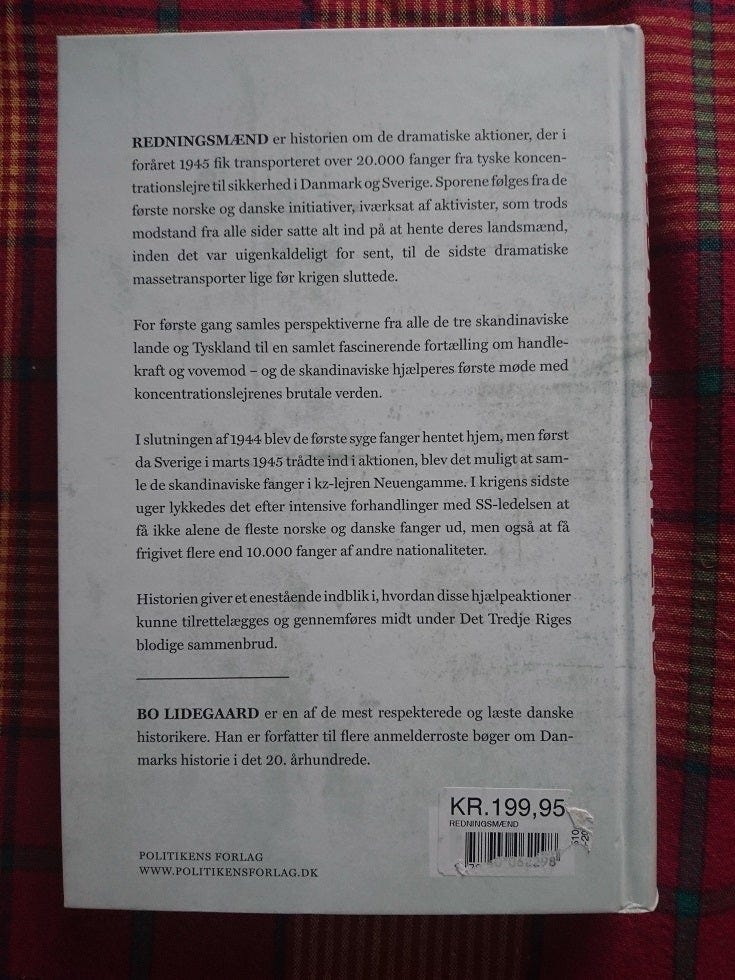 REDNINGSMÆND er historien om de dramatiske aktioner, der i
foråret 1945 fik transporteret over 20.000 fanger fra tyske koncen-
trationslejre til sikkerhed i Danmark og Sverige. Sporene følges fra de
første norske og danske initiativer, iværksat af aktivister, som trods
modstand fra alle sider satte alt ind på at hente deres landsmænd,
inden det var uigenkaldeligt for sent, til de sidste dramatiske
massetransporter lige før krigen sluttede.
For første gang samles perspektiverne fra alle de tre skandinaviske
lande og Tyskland til en samlet fascinerende fortælling om handle-
kraft og vovemod – og de skandinaviske hjælperes første møde med
koncentrationslejrenes brutale verden.
I slutningen af 1944 blev de første syge fanger hentet hjem, men først
da Sverige i marts 1945 trådte ind i aktionen, blev det muligt at sam-
le de skandinaviske fanger i kz-lejren Neuengamme. I krigens sidste
uger lykkedes det efter intensive forhandlinger med SS-ledelsen at
få ikke alene de fleste norske og danske fanger ud, men også at få
frigivet flere end 10.000 fanger af andre nationaliteter.
Historien giver et enestående indblik i, hvordan disse hjælpeaktioner
kunne tilrettelægges og gennemføres midt under Det Tredje Riges
blodige sammenbrud.
BO LIDEGAARD er en af de mest respekterede og læste danske
historikere. Han er forfatter til flere anmelderroste bøger om Dan-
marks historie i det 20. århundrede.
KR.199,95
REDNINGSMÆND
POLITIKENS FORLAG
WWW.POLITIKENSFORLAG.DK